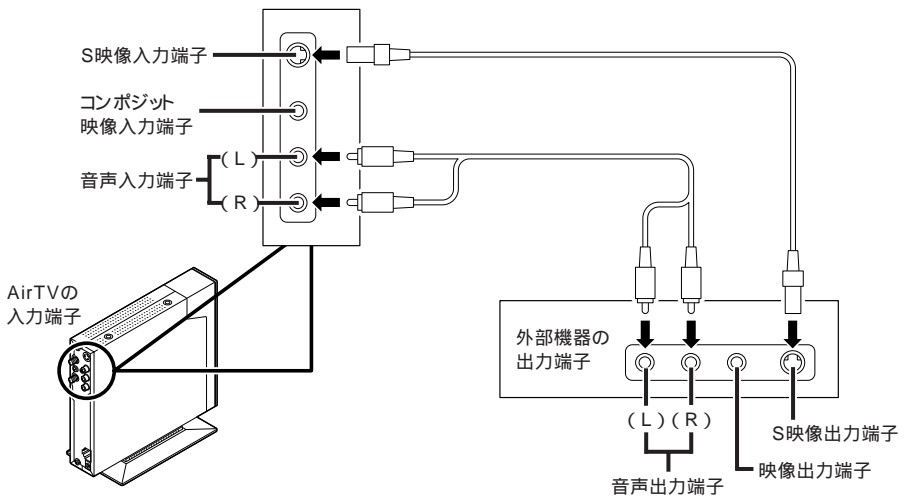 S映像入力端子
コンポジット
映像入力端子
(L)
音声入力端子
(R)
AirTVの
入力端子
外部機器の
出力端子
(L)(R)
S映像出力端子
映像出力端子
音声出力端子